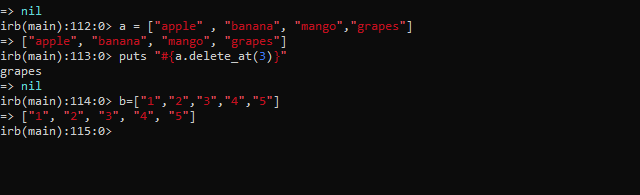 => nil
irb(main):112:0> a = ["apple" , "banana", "mango","grapes"]
=> ["apple", "banana", "mango", "grapes"]
irb(main):113:0> puts "#{a.delete_at(3)}"
grapes
=> nil
irb(main):114:0> b=["1","2","3","4","5"]
=> ["1", "2", "3", "4", "5"]
irb(main):115:0>